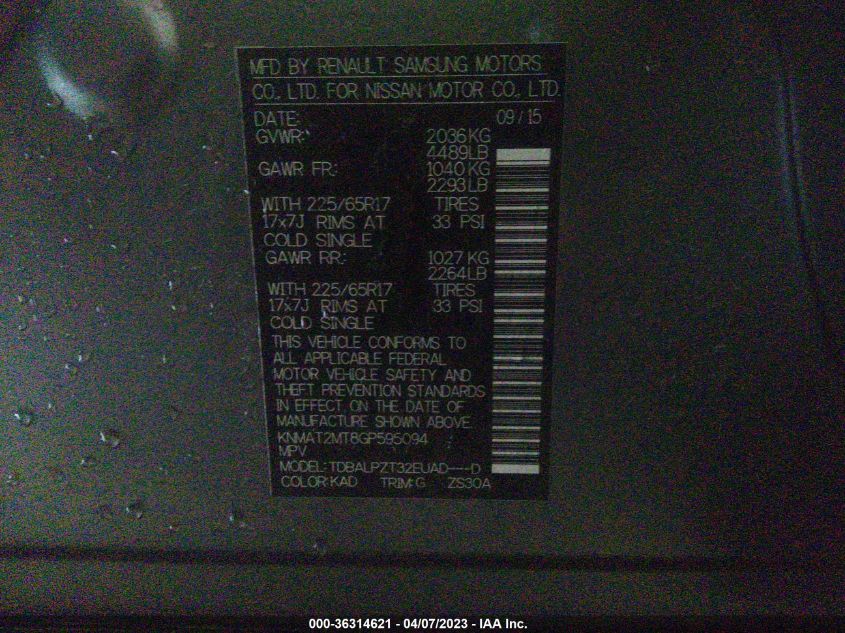 MFD BY RENAULT SAMSUNG MOTORS
CO., LTD. FOR NISSAN MOTOR CO., LTD.
DATE: 09/15
GVWR: 2036KG
4489LB
GAWR FR: 1040KG
2293LB
WITH 225/65R17 TIRES
17x7J RIMS AT 33 PSI
COLD SINGLE
GAWR RR: 1027KG
2264LB
WITH 225/65R17 TIRES
17x7J RIMS AT 33 PSI
COLD SINGLE
THIS VEHICLE CONFORMS TO
ALL APPLICABLE FEDERAL
MOTOR VEHICLE SAFETY AND
THEFT PREVENTION STANDARDS
IN EFFECT ON THE DATE OF
MANUFACTURE SHOWN ABOVE.
KNMAT2MT8GP595094
MPV
MODEL: TDBALPZT32EUAD---D
COLOR: KAD TRIM: G ZS30A
000-36314621 - 04/07/2023 - IAA Inc.